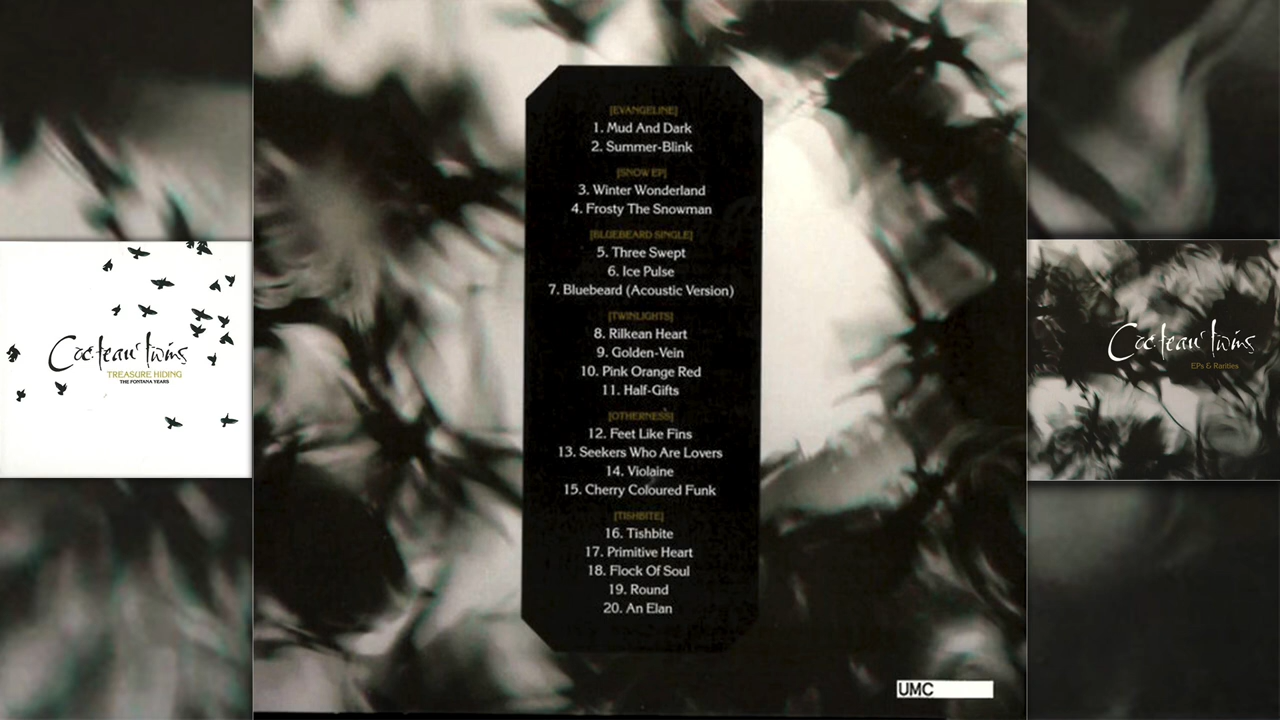 [EVANGELINE]
1. Mud And Dark
2. Summer-Blink
[SNOW EP]
3. Winter Wonderland
4. Frosty The Snowman
[BLUEBEARD SINGLE]
5. Three Swept
6. Ice Pulse
7. Bluebeard (Acoustic Version)
[TWINLIGHTS]
8. Rilkean Heart
9. Golden-Vein
10. Pink Orange Red
11. Half-Gifts
[OTHERNESS]
12. Feet Like Fins
13. Seekers Who Are Lovers
14. Violaine
15. Cherry Coloured Funk
[TISHBITE]
16. Tishbite
17. Primitive Heart
18. Flock Of Soul
19. Round
20. An Elan
UMC
Cocteau twins
TREASURE HIDING
THE FONTANA YEARS
Cocteau twins
EPs & Rarities